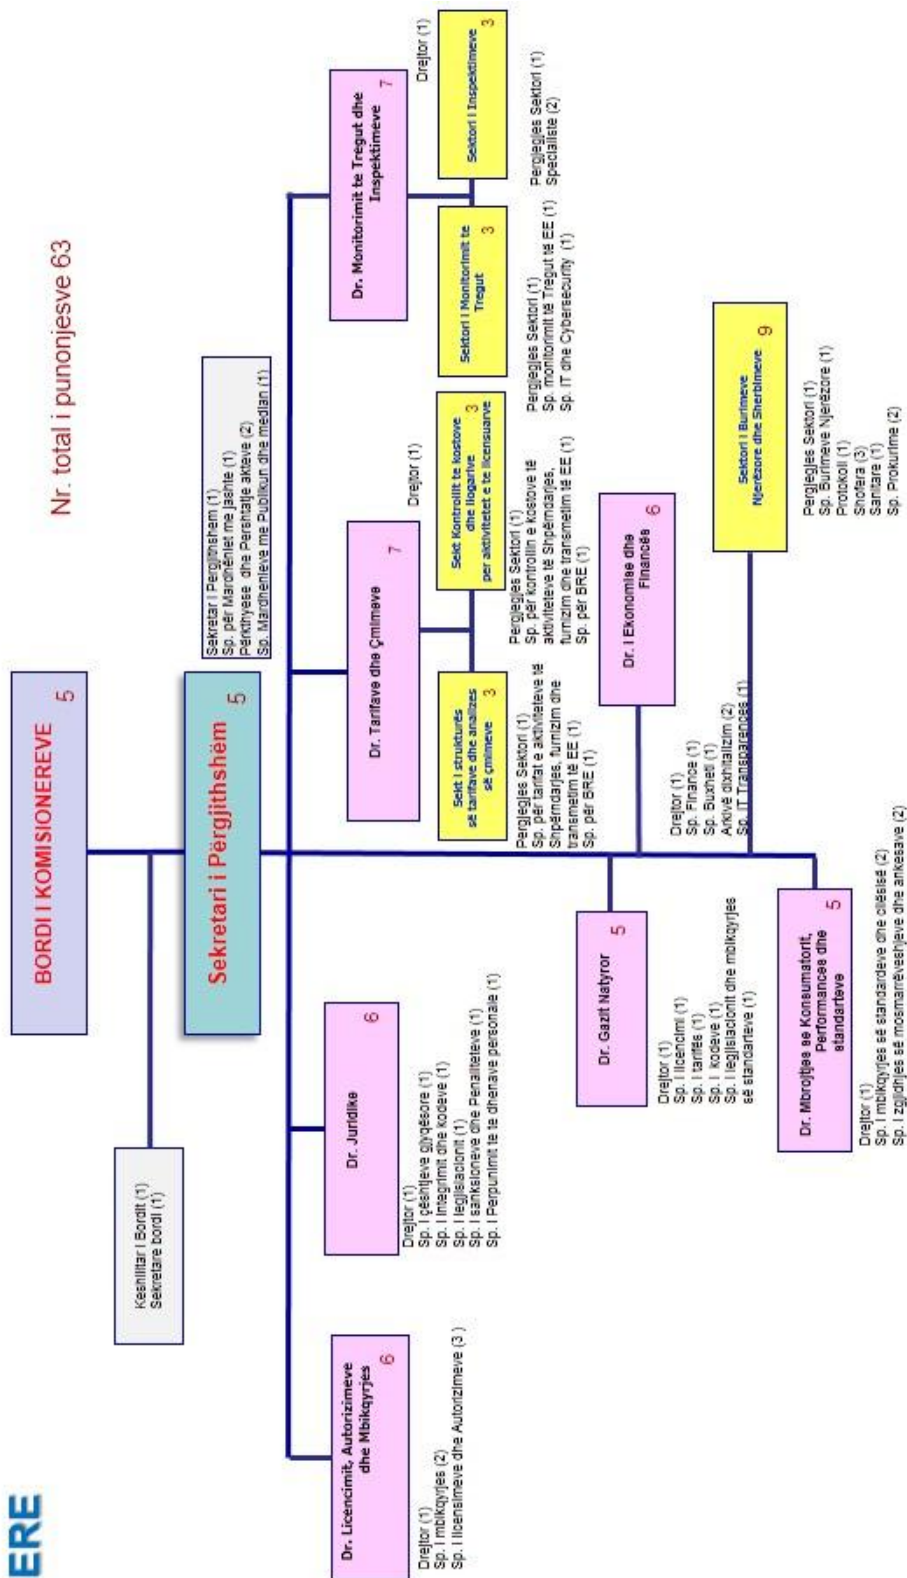 ERE
Nr. total i punonjesve 63
BORDI I KOMISIONEREVE
5
Keshilltar i Bordit (1)
Sekretare bordi (1)
Sekretari i Përgjithshëm
5
Sekretar i Pergjithshem (1)
Sp. për Mardhëniet me jashte (1)
Përkthyese dhe Pershtatje akteve (2)
Sp. Mardhenieve me Publikun dhe median (1)
Dr. Licencimit, Autorizimeve
dhe Mbikqyrjes
6
Drejtor (1)
Sp. i mbikqyrjes (2)
Sp. i licensimeve dhe Autorizimeve (3 )
Dr. Juridike
6
Drejtor (1)
Sp. i çështjeve gjyqësore (1)
Sp. i Integrimit dhe kodeve (1)
Sp. i legjislacionit (1)
Sp. i sanksioneve dhe Penaliteteve (1)
Sp. i Perpunimit te te dhenave personale (1)
Dr. Tarifave dhe Çmimeve
7
Drejtor (1)
Sekt i strukturës
së tarifave dhe analizes
së çmimeve
3
Pergjegjes Sektori (1)
Sp. për tarifat e aktiviteteve të
Shpërndarjes, furnizim dhe
transmetim të EE (1)
Sp. për BRE (1)
Sekt Kontrollit te kostove
dhe llogarive
per aktivitetet e te licensuarve
3
Pergjegjes Sektori (1)
Sp. për kontrollin e kostove të
aktiviteteve të Shpërndarjes,
furnizim dhe transmetim të EE (1)
Sp. për BRE (1)
Dr. Monitorimit te Tregut dhe
Inspektimeve
7
Drejtor (1)
Sektori i Monitorimit te
Tregut
3
Pergjegjes Sektori (1)
Sp. monitorimit të Tregut të EE (1)
Sp. IT dhe Cybersecurity (1)
Sektori i Inspektimeve
3
Pergjegjes Sektori (1)
Specialiste (2)
Dr. Gazit Natyror
5
Drejtor (1)
Sp. i licencimi (1)
Sp. i tarifës (1)
Sp. i kodeve (1)
Sp. i legjislacionit dhe mbikqyrjes
së standarteve (1)
Dr. i Ekonomise dhe
Financës
6
Drejtor (1)
Sp. Finance (1)
Sp. Buxheti (1)
Arkivë dixhitalizim (2)
Sp. IT Transparences (1)
Sektori i Burimeve
Njerëzore dhe Sherbimeve
9
Pergjegjes Sektori (1)
Sp. Burimeve Njerëzore (1)
Protokoll (1)
Shofera (3)
Sanitare (1)
Sp. Prokurime (2)
Dr. Mbrojtjes se Konsumatorit,
Performances dhe
standarteve
5
Drejtor (1)
Sp. i mbikqyrjes së standardeve dhe cilësisë (2)
Sp. i zgjidhjes së mosmarrëveshjeve dhe ankesave (2)